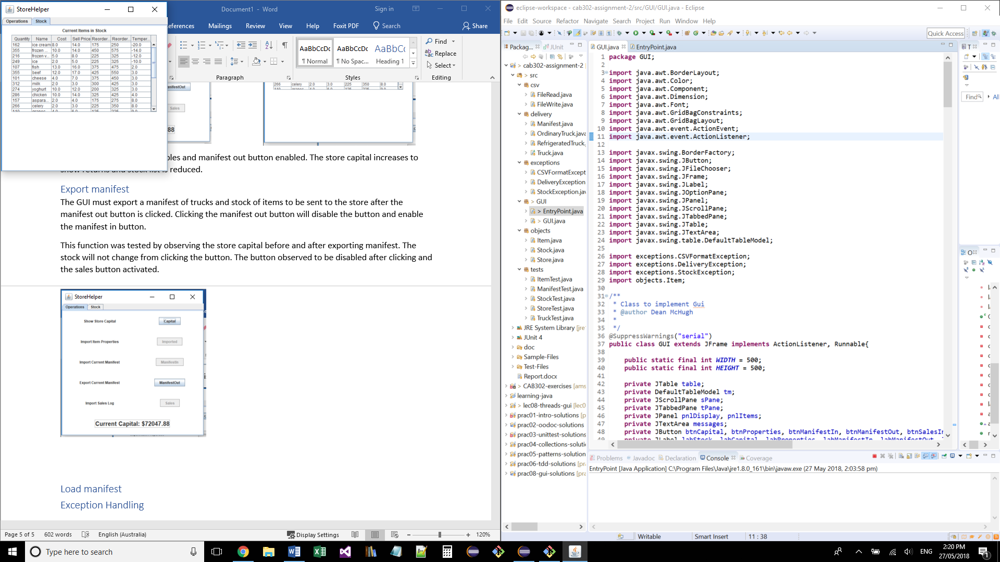 StoreHelper
Operations Stock
Current Items in Stock
Quantity Name Cost Sell Price Reorder... Reorder... Temper...
162 ice cream 8.0 14.0 175 250 -20.0
355 frozen ... 10.0 14.0 450 575 -14.0
216 frozen v... 5.0 8.0 225 325 -12.0
249 ice 2.0 5.0 225 325 -10.0
107 fish 13.0 16.0 375 475 2.0
355 beef 12.0 17.0 425 550 3.0
101 cheese 4.0 7.0 375 450 3.0
312 milk 2.0 3.0 300 425 3.0
274 yoghurt 10.0 12.0 200 325 3.0
286 chicken 10.0 14.0 325 425 4.0
157 aspara... 2.0 4.0 175 275 8.0
266 celery 2.0 3.0 225 350 8.0
Document1 - Word
Sign in
eferences Mailings Review View Help Foxit PDF Search Share
AaBbCcDc AaBbCcDc AaBbCc
¶ Normal ¶ No Spac... Heading 1
Find
Replace
Select
Paragraph Styles Editing
nifestOut
Sales
88
266 celery 2.0 3.0 225 350 8.0
bles and manifest out button enabled. The store capital increases to
show returns and stock list is reduced.
Export manifest
The GUI must export a manifest of trucks and stock of items to be sent to the store after the
manifest out button is clicked. Clicking the manifest out button will disable the button and enable
the manifest in button.
This function was tested by observing the store capital before and after exporting manifest. The
stock will not change from clicking the button. The button observed to be disabled after clicking and
the sales button activated.
StoreHelper
Operations Stock
Show Store Capital Capital
Import Item Properties Imported
Import Current Manifest ManifestIn
Export Current Manifest ManifestOut
Import Sales Log Sales
Current Capital: $72047.88
Load manifest
Exception Handling
Page 5 of 5 602 words English (Australia) Display Settings 120%
eclipse-workspace - cab302-assignment-2/src/GUI/GUI.java - Eclipse
File Edit Source Refactor Navigate Search Project Run Window Help
Quick Access
Packag... JUnit
cab302-assignment-2
> src
csv
FileRead.java
FileWrite.java
delivery
Manifest.java
OrdinaryTruck.java
RefrigeratedTruck.
Truck.java
exceptions
CSVFormatExcept
DeliveryException
StockException.jav
> GUI
> EntryPoint.java
> GUI.java
objects
Item.java
Stock.java
Store.java
tests
ItemTest.java
ManifestTest.java
StockTest.java
StoreTest.java
TruckTest.java
JRE System Library [jre
JUnit 4
doc
Sample-Files
Test-Files
Report.docx
> CAB302-exercises [ams
learning-java
> lec08-threads-gui [lec0
prac01-intro-solutions [p
prac02-oodoc-solutions
prac03-unittest-solutions
prac04-collections-soluti
prac05-patterns-solution
prac06-tdd-solutions [pr
prac08-gui-solutions [pra
GUI.java EntryPoint.java
1 package GUI;
2
3 import java.awt.BorderLayout;
4 import java.awt.Color;
5 import java.awt.Component;
6 import java.awt.Dimension;
7 import java.awt.Font;
8 import java.awt.GridBagConstraints;
9 import java.awt.GridBagLayout;
10 import java.awt.event.ActionEvent;
11 import java.awt.event.ActionListener;
12
13 import javax.swing.BorderFactory;
14 import javax.swing.JButton;
15 import javax.swing.JFileChooser;
16 import javax.swing.JFrame;
17 import javax.swing.JLabel;
18 import javax.swing.JOptionPane;
19 import javax.swing.JPanel;
20 import javax.swing.JScrollPane;
21 import javax.swing.JTabbedPane;
22 import javax.swing.JTable;
23 import javax.swing.JTextArea;
24 import javax.swing.table.DefaultTableModel;
25
26 import exceptions.CSVFormatException;
27 import exceptions.DeliveryException;
28 import exceptions.StockException;
29 import objects.Item;
30
31 /**
32 * Class to implement Gui
33 * @author Dean McHugh
34 *
35 */
36 @SuppressWarnings("serial")
37 public class GUI extends JFrame implements ActionListener, Runnable{
38
39 public static final int WIDTH = 500;
40 public static final int HEIGHT = 500;
41
42 private JTable table;
43 private DefaultTableModel tm;
44 private JScrollPane sPane;
45 private JTabbedPane tPane;
46 private JPanel pnlDisplay, pnlItems;
47 private JTextArea messages;
48 private JButton btnCapital, btnProperties, btnManifestIn, btnManifestOut, btnSalesIn
Find All
Problems Javadoc Declaration Console Coverage
EntryPoint [Java Application] C:\Program Files\Java\jre1.8.0_161\bin\javaw.exe (27 May 2018, 2:03:58 pm)
Writable Smart Insert 11 : 38
Type here to search
ENG
2:20 PM
27/05/2018
1